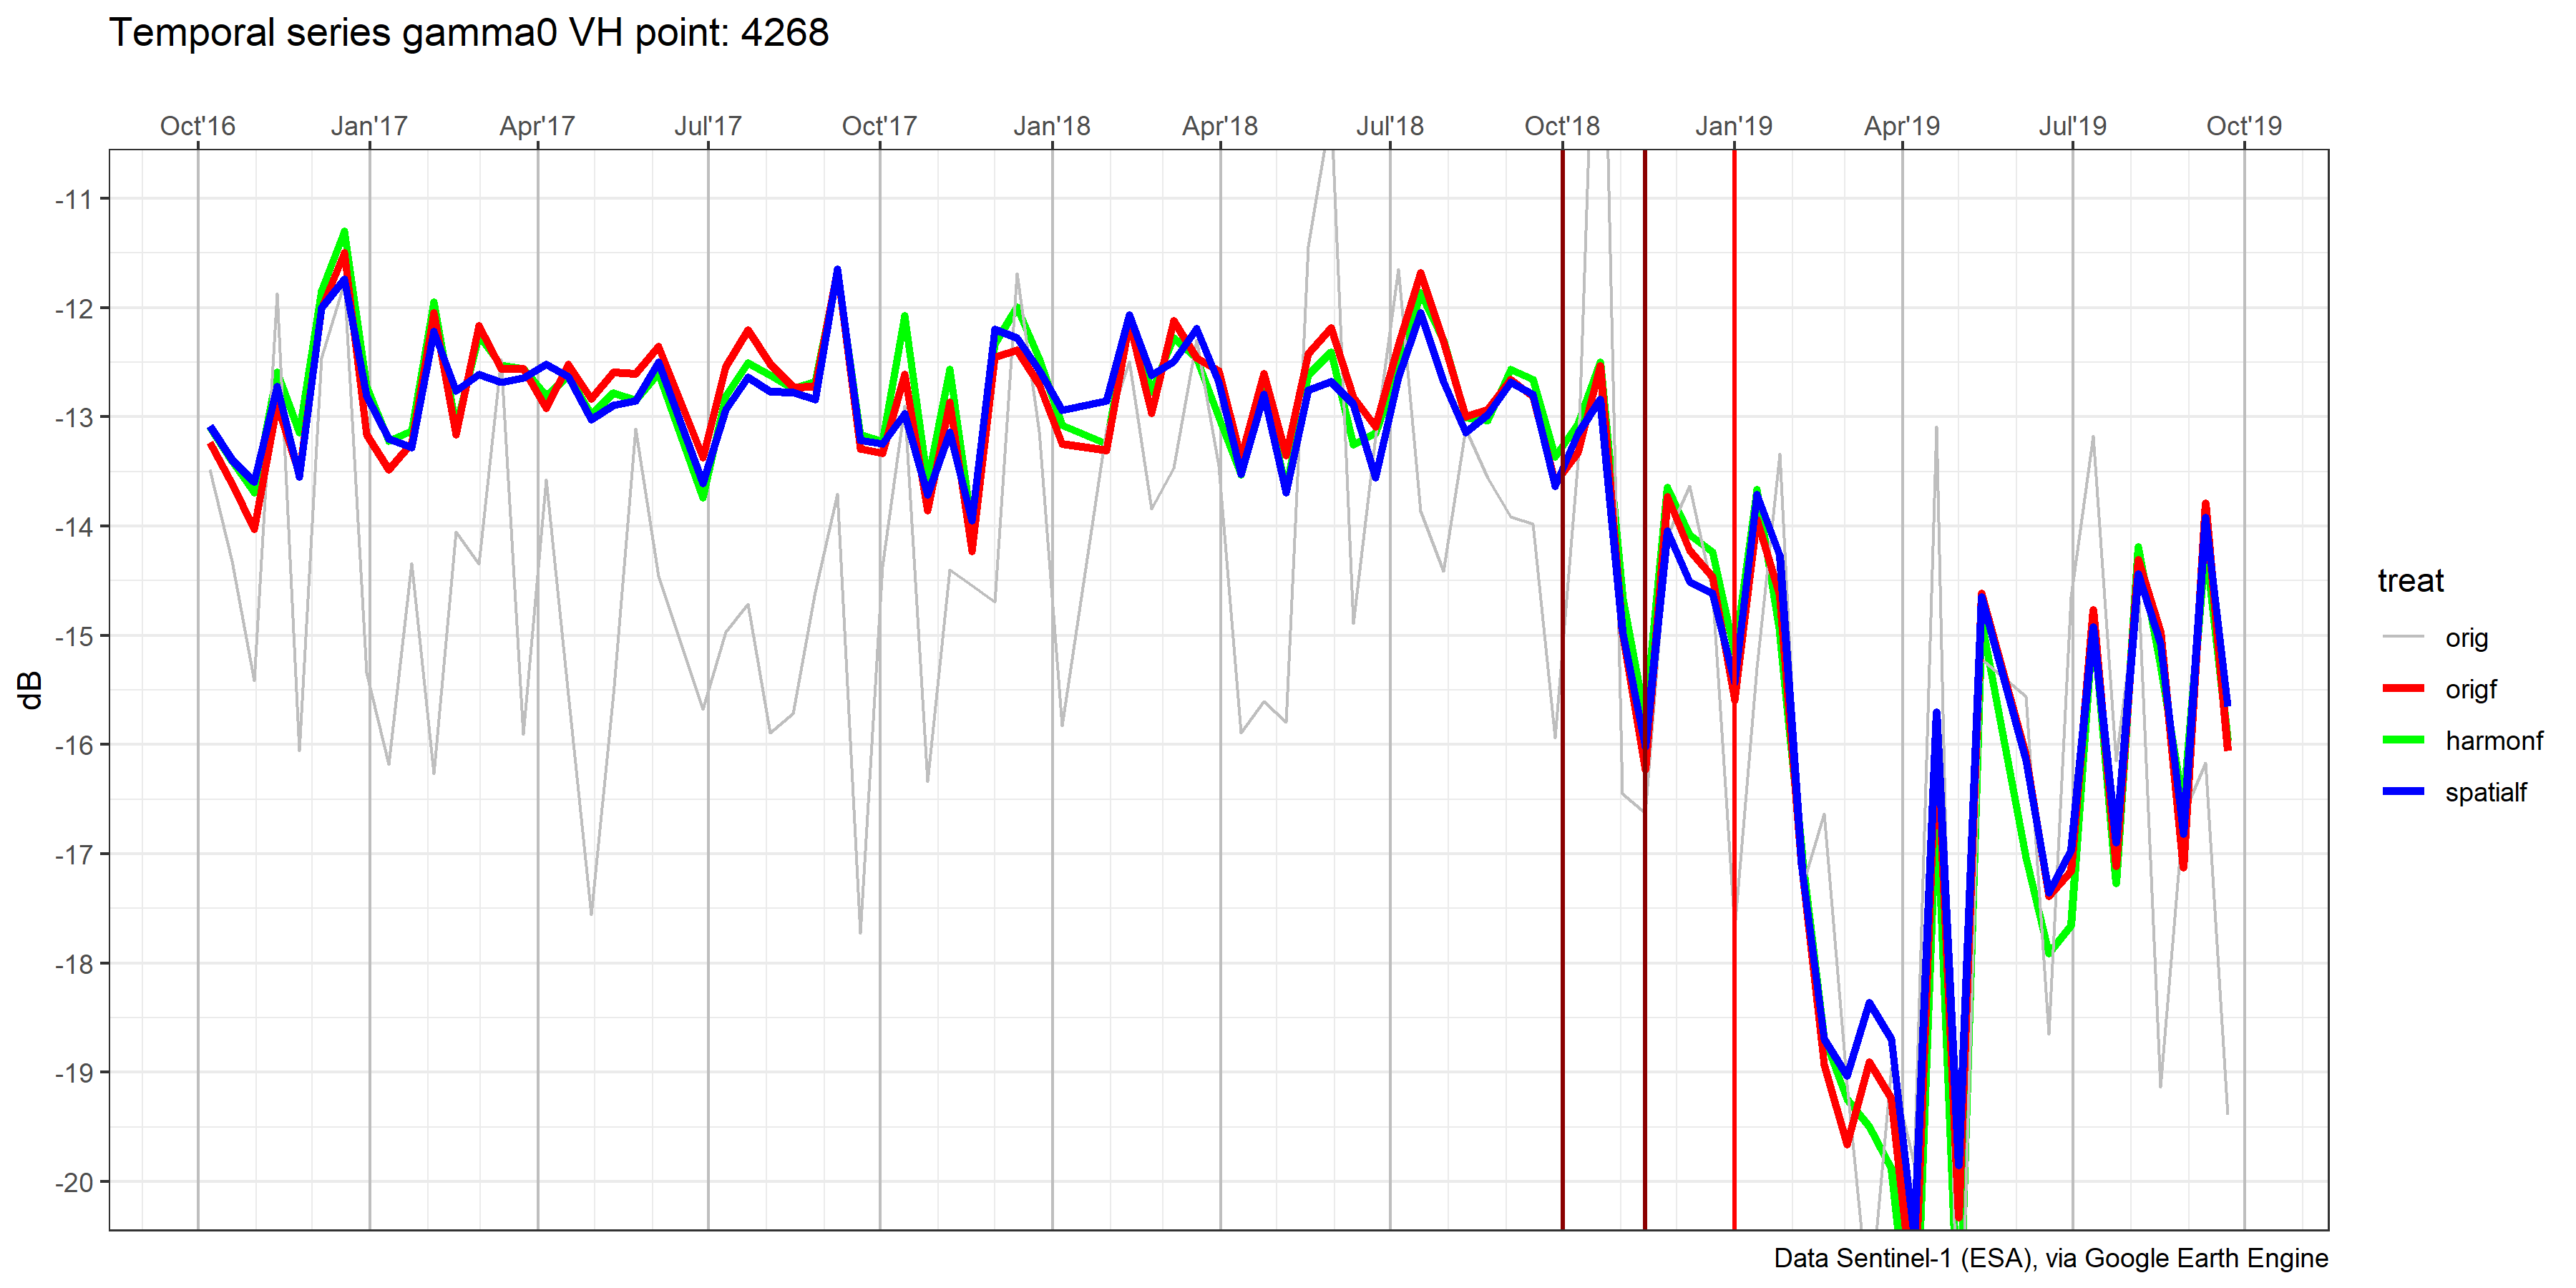 Temporal series gamma0 VH point: 4268
Oct'16 Jan'17 Apr'17 Jul'17 Oct'17 Jan'18 Apr'18 Jul'18 Oct'18 Jan'19 Apr'19 Jul'19 Oct'19
-11
-12
-13
-14
-15
-16
-17
-18
-19
-20
dB
treat
orig
origf
harmonf
spatialf
Data Sentinel-1 (ESA), via Google Earth Engine